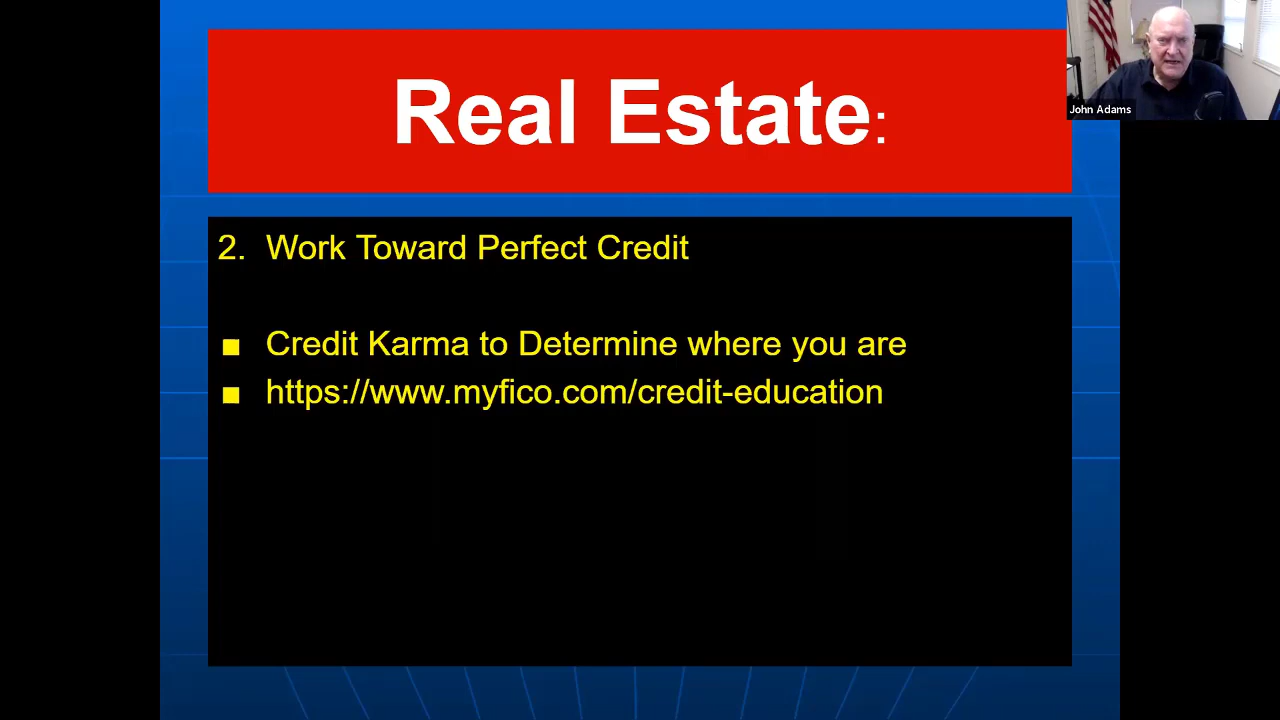 Real Estate:
John Adams
2. Work Toward Perfect Credit
■ Credit Karma to Determine where you are
■ https://www.myfico.com/credit-education